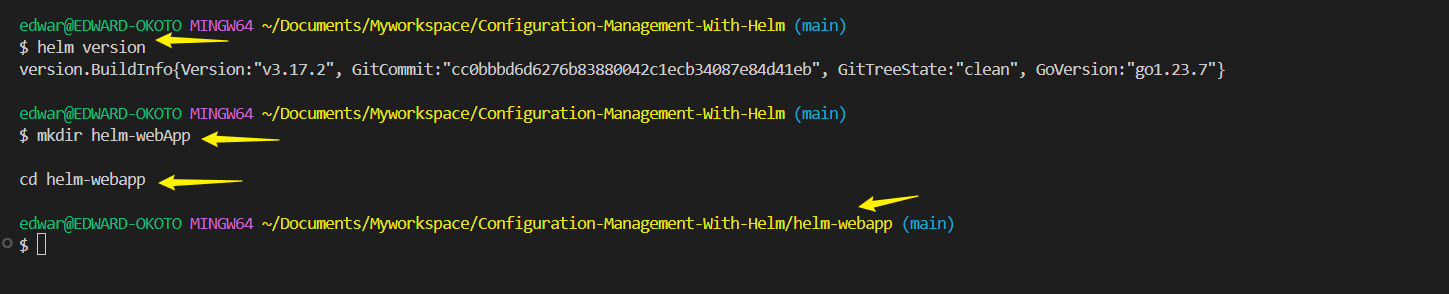 edwar@EDWARD-OKOTO MINGW64 ~/Documents/Myworkspace/Configuration-Management-With-Helm (main)
$ helm version
version.BuildInfo{Version:"v3.17.2", GitCommit:"cc0bbbd6d6276b83880042c1ecb34087e84d41eb", GitTreeState:"clean", GoVersion:"go1.23.7"}
edwar@EDWARD-OKOTO MINGW64 ~/Documents/Myworkspace/Configuration-Management-With-Helm (main)
$ mkdir helm-webApp
cd helm-webapp
edwar@EDWARD-OKOTO MINGW64 ~/Documents/Myworkspace/Configuration-Management-With-Helm/helm-webapp (main)
$